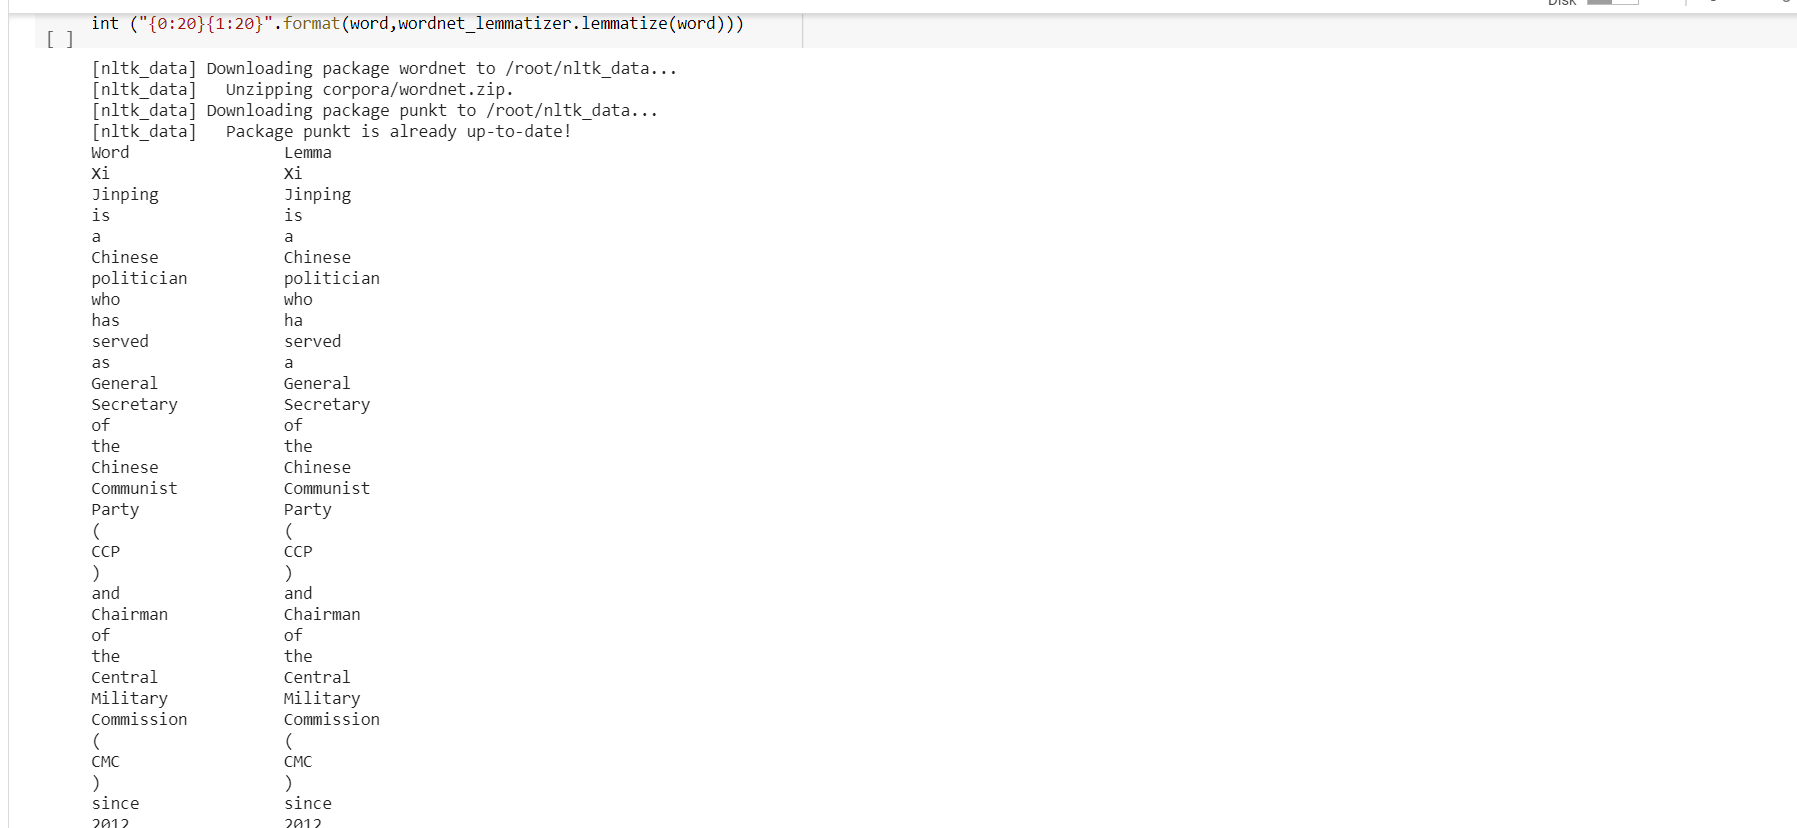 Disk
int ("{0:20}{1:20}".format(word,wordnet_lemmatizer.lemmatize(word)))
[ ]
[nltk_data] Downloading package wordnet to /root/nltk_data...
[nltk_data]   Unzipping corpora/wordnet.zip.
[nltk_data] Downloading package punkt to /root/nltk_data...
[nltk_data]   Package punkt is already up-to-date!
Word                Lemma
Xi                  Xi
Jinping             Jinping
is                  is
a                   a
Chinese             Chinese
politician          politician
who                 who
has                 ha
served              served
as                  a
General             General
Secretary           Secretary
of                  of
the                 the
Chinese             Chinese
Communist           Communist
Party               Party
(                   (
CCP                 CCP
)                   )
and                 and
Chairman            Chairman
of                  of
the                 the
Central             Central
Military            Military
Commission          Commission
(                   (
CMC                 CMC
)                   )
since               since
2012                2012